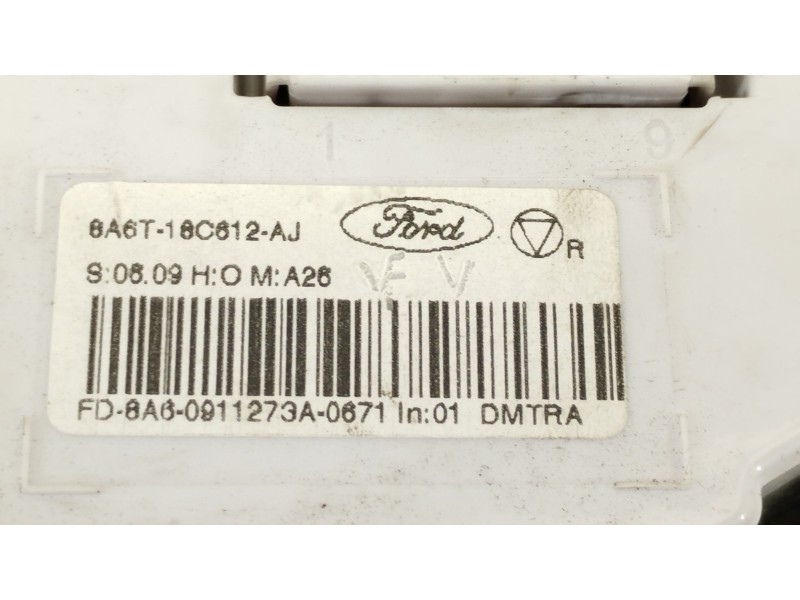 1 9
8A6T-18C612-AJ Ford R
S:06.09 H:O M:A26
FD-8A6-0911273A-0671 In:01 DMTRA